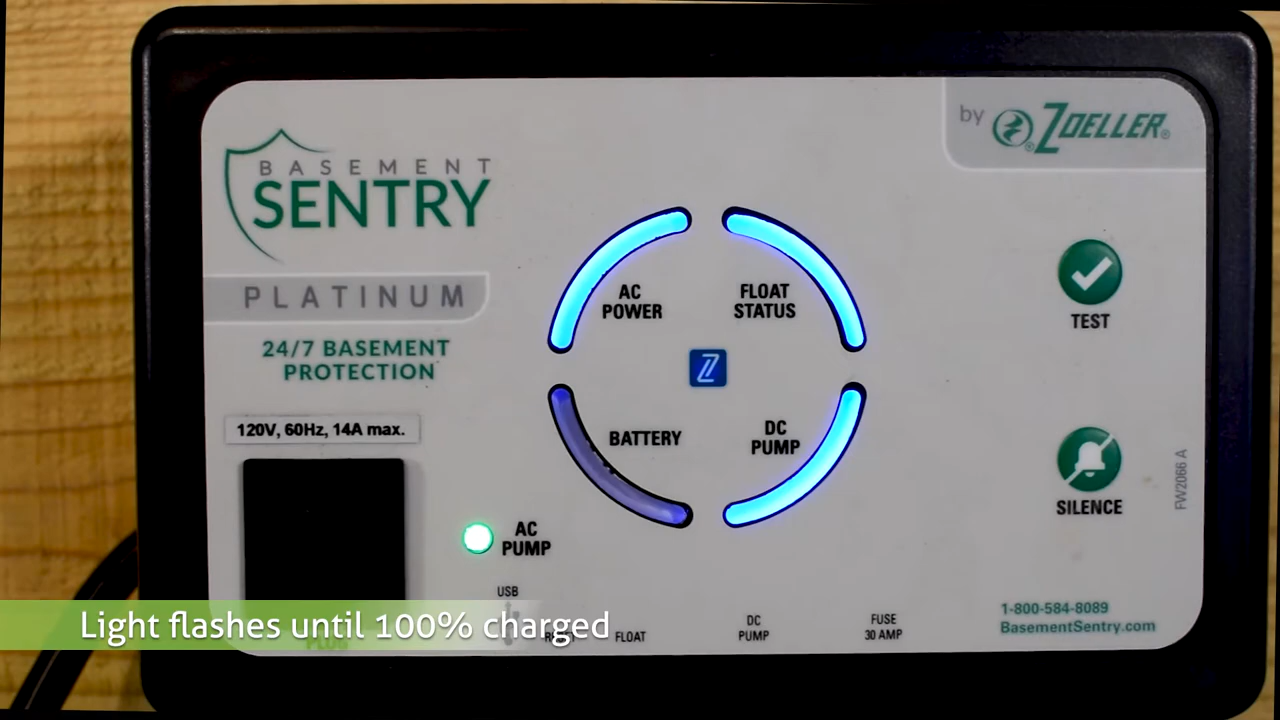 by ZOELLER®
BASEMENT
SENTRY
PLATINUM
24/7 BASEMENT
PROTECTION
120V, 60Hz, 14A max.
AC
POWER
FLOAT
STATUS
BATTERY
DC
PUMP
TEST
SILENCE
FW2066 A
AC
PUMP
USB
Light flashes until 100% charged
FLOAT
DC
PUMP
FUSE
30 AMP
1-800-584-8089
BasementSentry.com